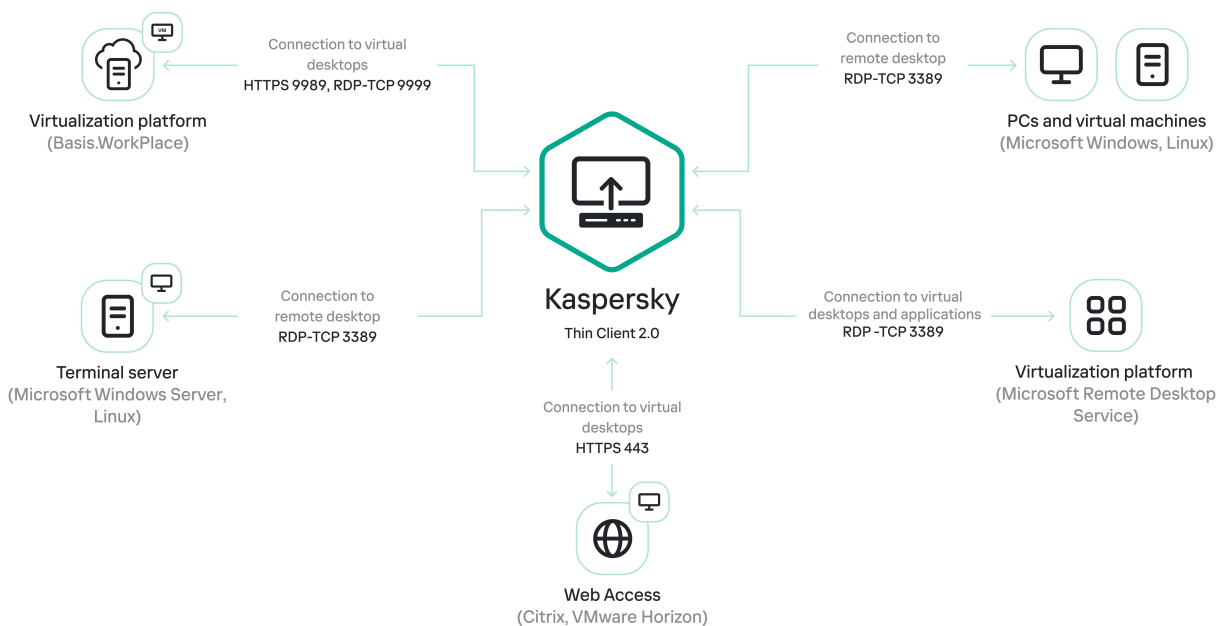 VM
Connection to virtual
desktops
HTTPS 9989, RDP-TCP 9999
Virtualization platform
(Basis.WorkPlace)
Connection to
remote desktop
RDP-TCP 3389
PCs and virtual machines
(Microsoft Windows, Linux)
Kaspersky
Thin Client 2.0
Connection to
remote desktop
RDP-TCP 3389
Terminal server
(Microsoft Windows Server,
Linux)
Connection to virtual
desktops and applications
RDP -TCP 3389
Virtualization platform
(Microsoft Remote Desktop
Service)
Connection to virtual
desktops
HTTPS 443
Web Access
(Citrix, VMware Horizon)